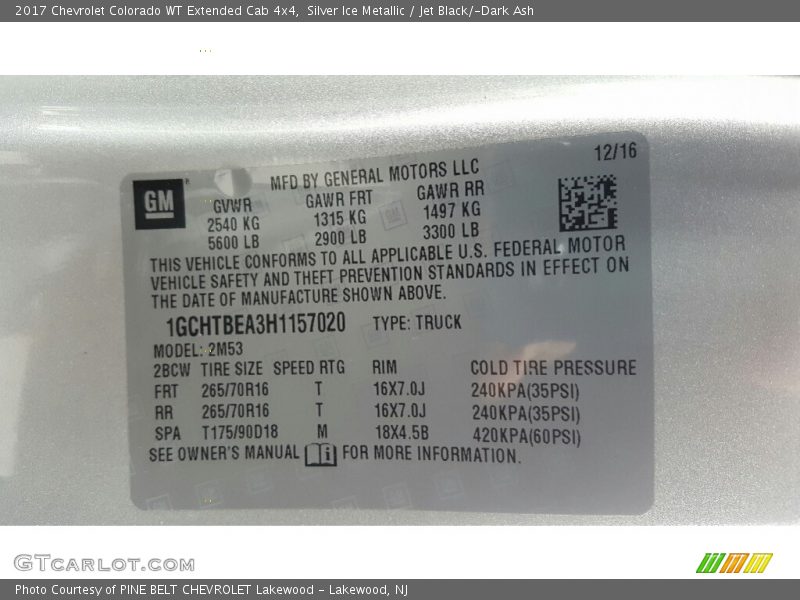 2017 Chevrolet Colorado WT Extended Cab 4x4,  Silver Ice Metallic / Jet Black/­Dark Ash
12/16
GM
MFD BY GENERAL MOTORS LLC
GVWR GAWR FRT GAWR RR
2540 KG 1315 KG 1497 KG
5600 LB 2900 LB 3300 LB
THIS VEHICLE CONFORMS TO ALL APPLICABLE U.S. FEDERAL MOTOR
VEHICLE SAFETY AND THEFT PREVENTION STANDARDS IN EFFECT ON
THE DATE OF MANUFACTURE SHOWN ABOVE.
1GCHTBEA3H1157020 TYPE: TRUCK
MODEL: 2M53
2BCW TIRE SIZE SPEED RTG RIM COLD TIRE PRESSURE
FRT 265/70R16 T 16X7.0J 240KPA(35PSI)
RR 265/70R16 T 16X7.0J 240KPA(35PSI)
SPA T175/90D18 M 18X4.5B 420KPA(60PSI)
SEE OWNER'S MANUAL i FOR MORE INFORMATION.
GTCARLOT.COM
Photo Courtesy of PINE BELT CHEVROLET Lakewood - Lakewood, NJ